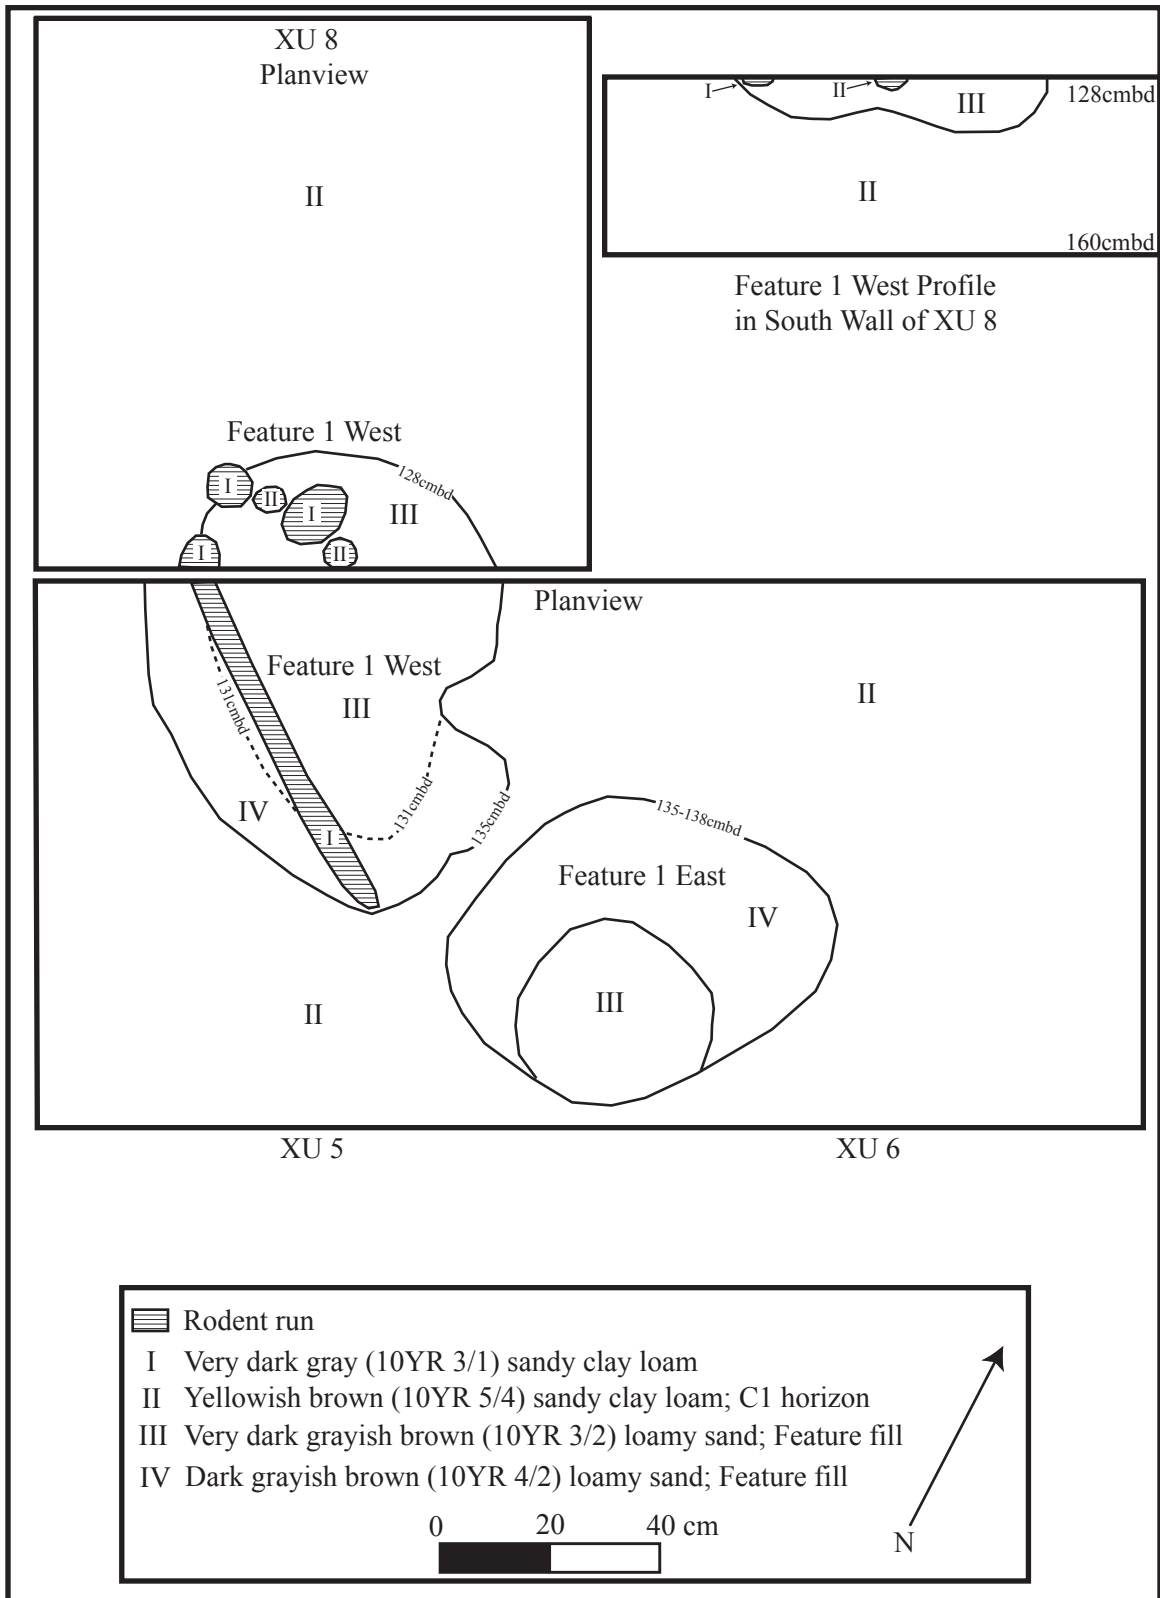 XU 8
Planview
II
Feature 1 West
128cmbd
I
II
I
III
I
II
I
II
III
128cmbd
II
160cmbd
Feature 1 West Profile
in South Wall of XU 8
Planview
Feature 1 West
131cmbd
III
II
131cmbd
IV
I
135cmbd
135-138cmbd
Feature 1 East
IV
III
II
XU 5
XU 6
Rodent run
I Very dark gray (10YR 3/1) sandy clay loam
II Yellowish brown (10YR 5/4) sandy clay loam; C1 horizon
III Very dark grayish brown (10YR 3/2) loamy sand; Feature fill
IV Dark grayish brown (10YR 4/2) loamy sand; Feature fill
0 20 40 cm
N